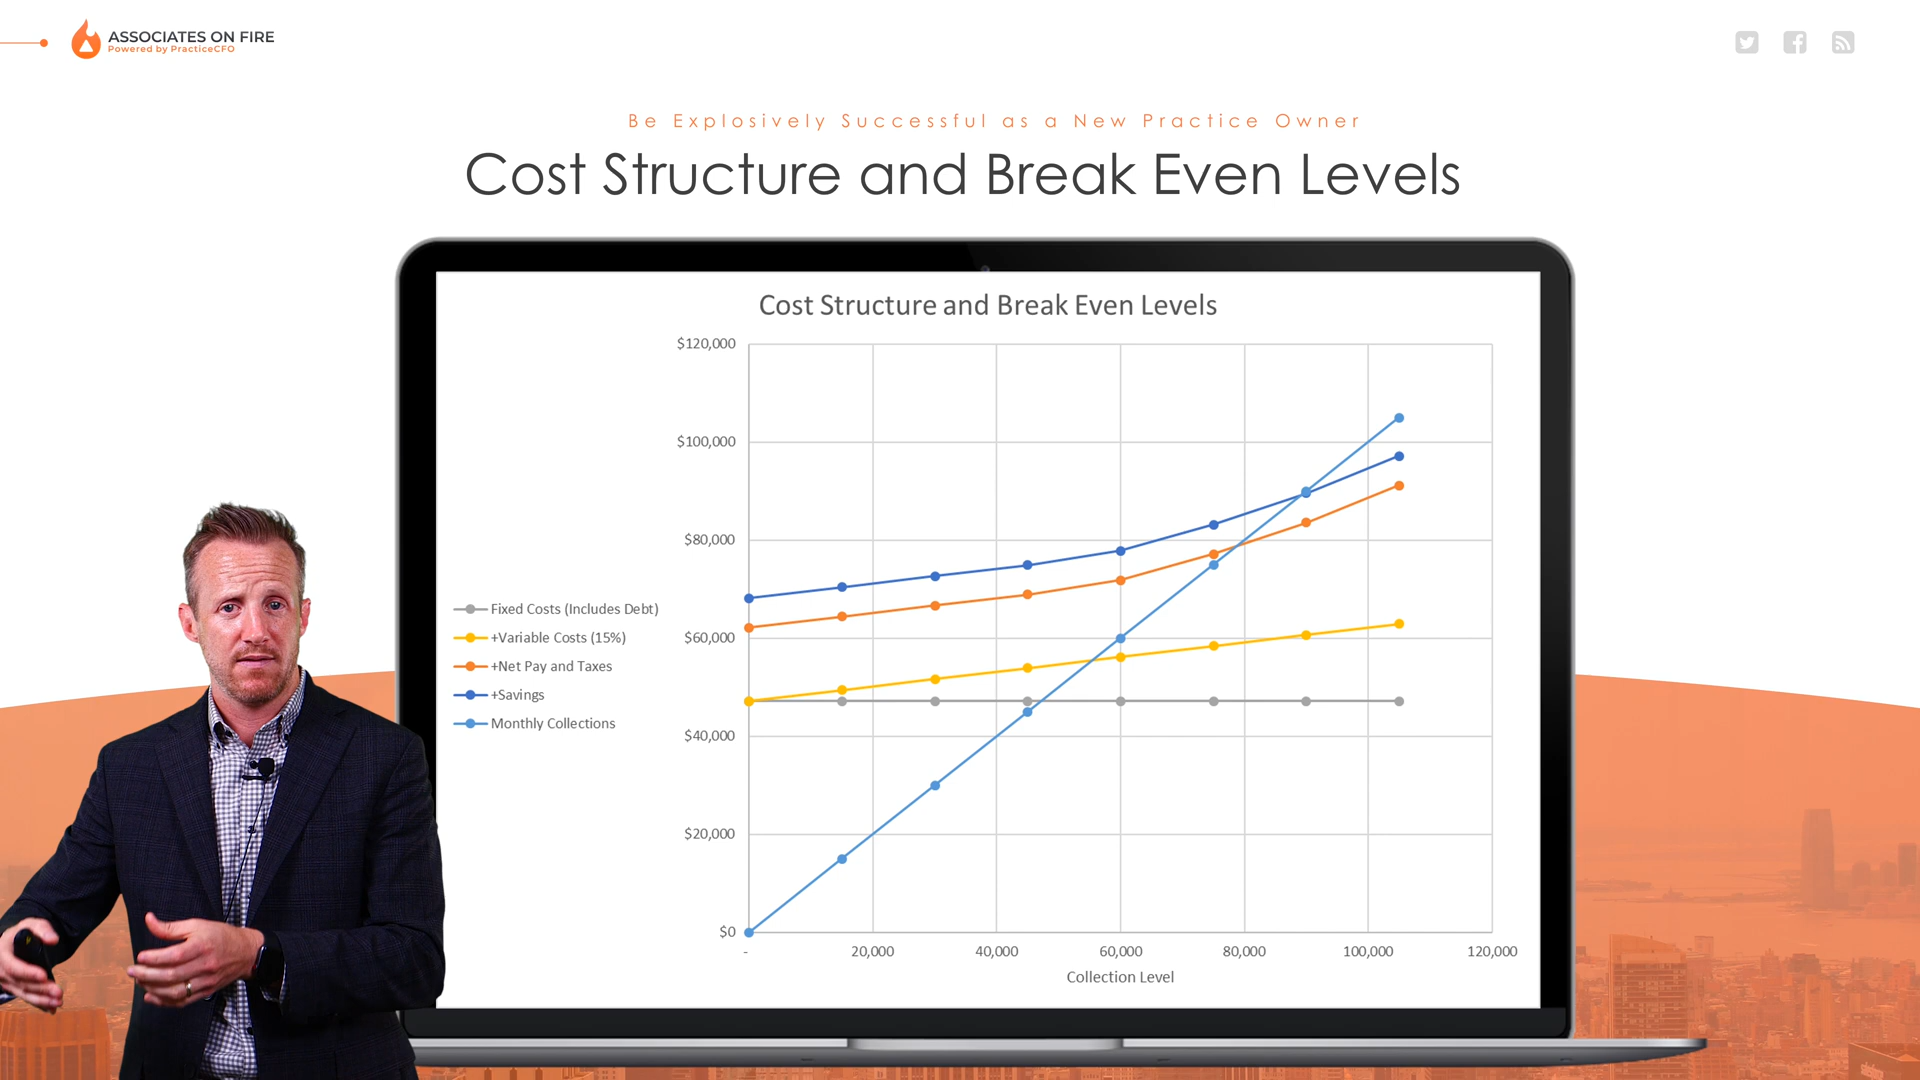 ASSOCIATES ON FIRE
Powered by PracticeCFO
Be Explosively Successful as a New Practice Owner
Cost Structure and Break Even Levels
Cost Structure and Break Even Levels
$120,000
$100,000
$80,000
$60,000
$40,000
$20,000
$0
Fixed Costs (Includes Debt)
+Variable Costs (15%)
+Net Pay and Taxes
+Savings
Monthly Collections
- 20,000 40,000 60,000 80,000 100,000 120,000
Collection Level